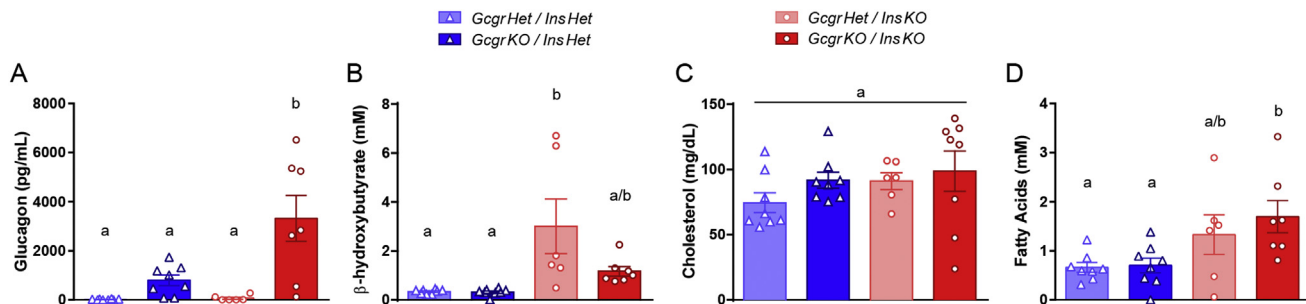 GcgrHet / InsHet
GcgrKO / InsHet
GcgrHet / InsKO
GcgrKO / InsKO
A
Glucagon (pg/mL)
8000
6000
4000
2000
0
a
a
a
b
B
β-hydroxybutyrate (mM)
8
6
4
2
0
a
a
b
a/b
C
Cholesterol (mg/dL)
150
100
50
0
a
D
Fatty Acids (mM)
4
3
2
1
0
a
a
a/b
b